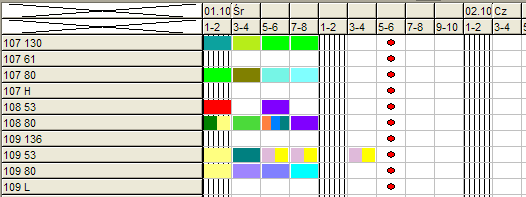 01.10 Śr 02.10 Cz
1-2 3-4 5-6 7-8 1-2 3-4 5-6 7-8 9-10 1-2 3-4
107 130
107 61
107 80
107 H
108 53
108 80
109 136
109 53
109 80
109 L